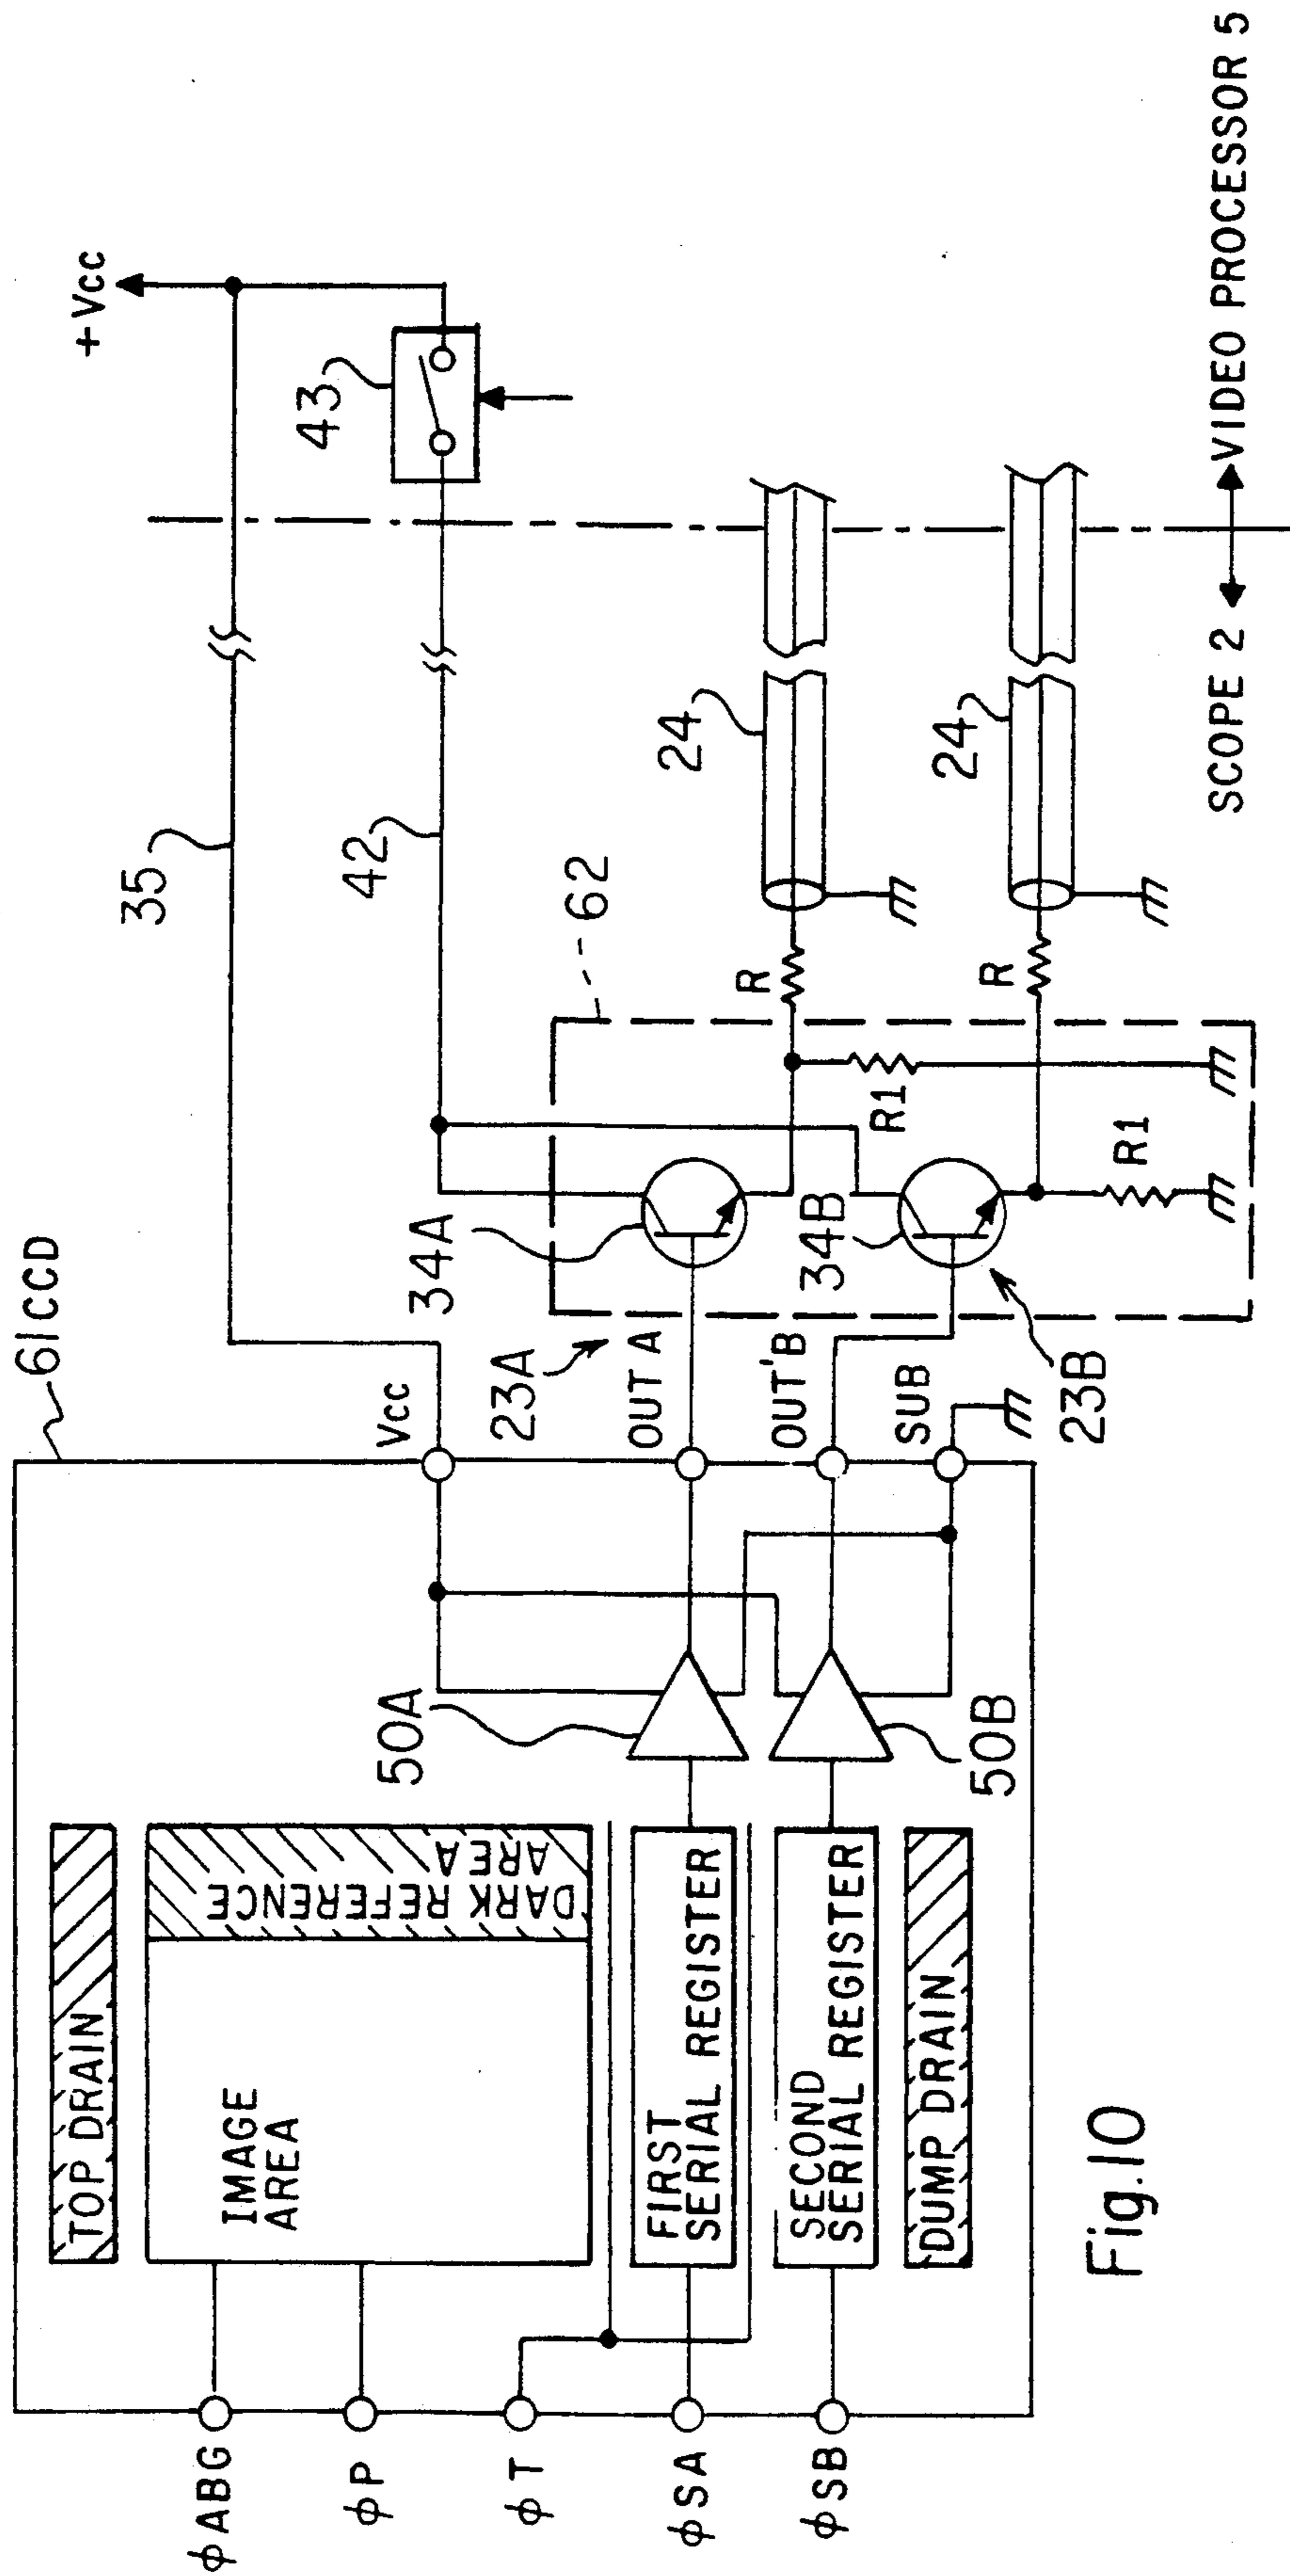 61CCD
+Vcc
35
43
42
TOP DRAIN
IMAGE
AREA
DARK REFERENCE
AREA
φABG
φP
φT
φSA
φSB
Vcc
50A
34A
62
R
24
23A
OUT A
R1
FIRST
SERIAL REGISTER
OUT'B
34B
R
24
SECOND
SERIAL REGISTER
SUB
R1
50B
23B
DUMP DRAIN
SCOPE 2
VIDEO PROCESSOR 5
Fig.10